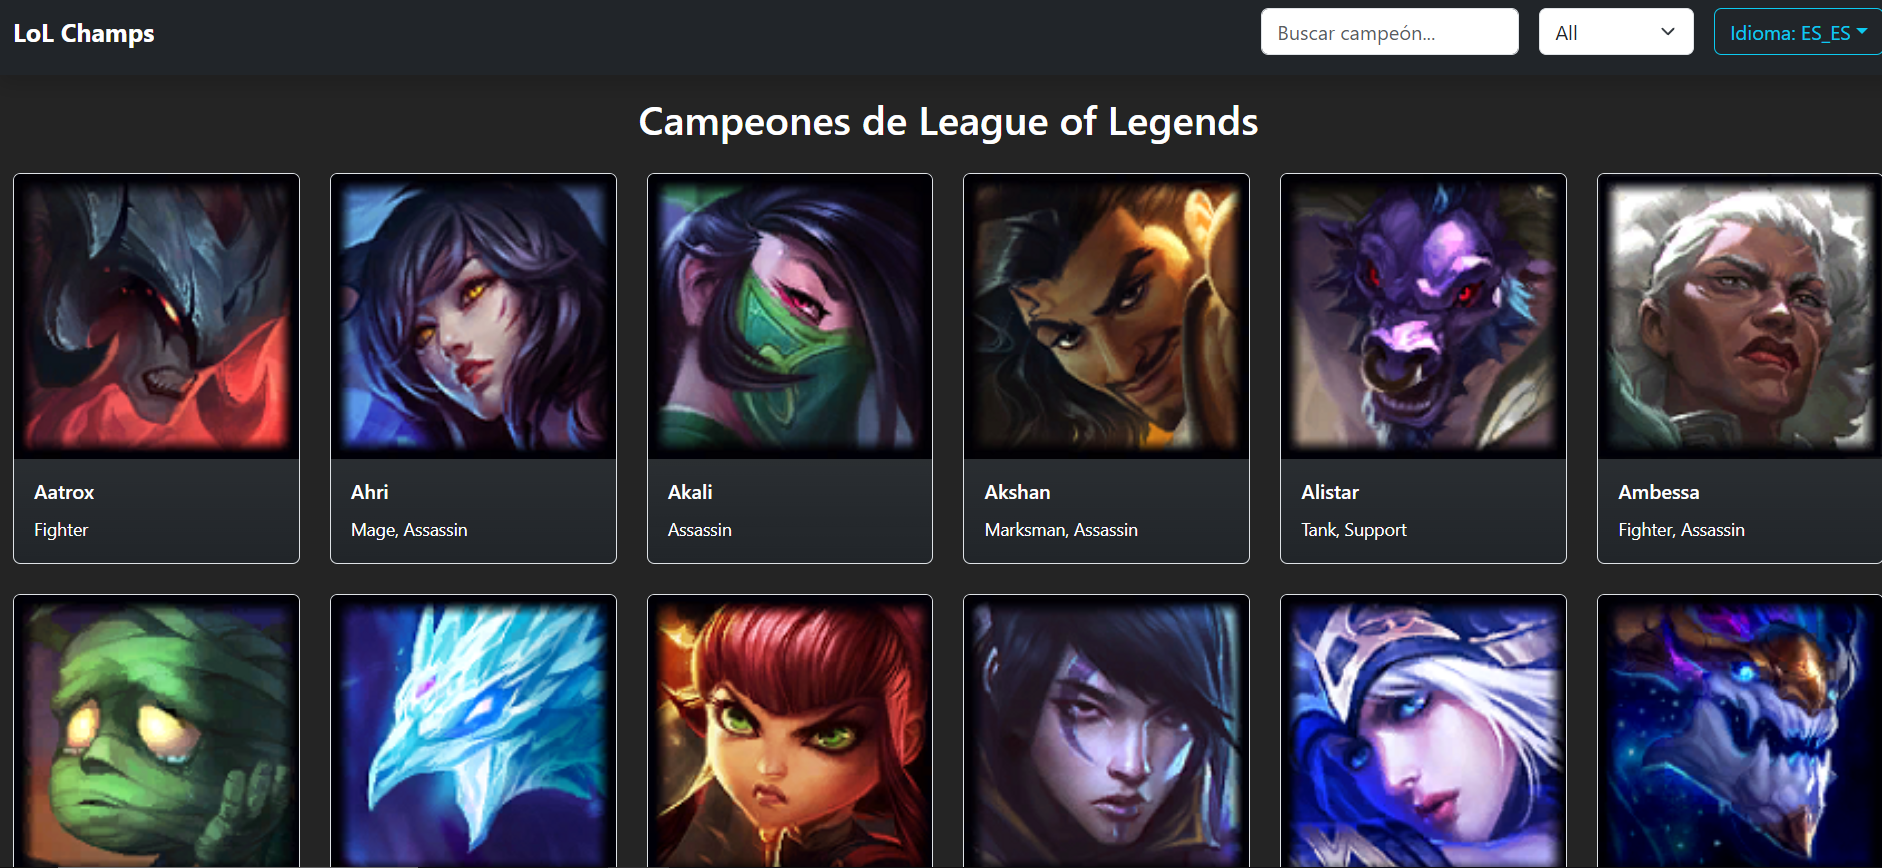 LoL Champs
Buscar campeón...
All
Idioma: ES_ES
Campeones de League of Legends
Aatrox
Fighter
Ahri
Mage, Assassin
Akali
Assassin
Akshan
Marksman, Assassin
Alistar
Tank, Support
Ambessa
Fighter, Assassin